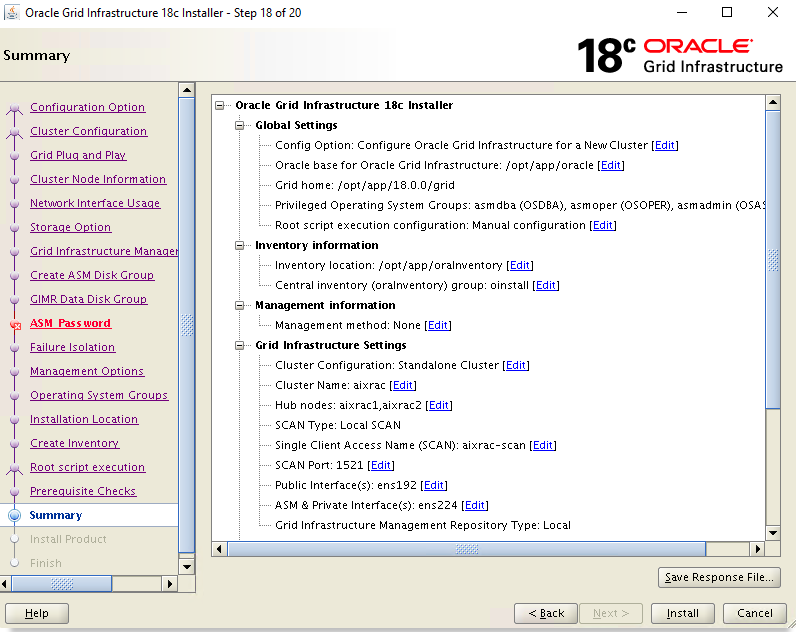 Oracle Grid Infrastructure 18c Installer - Step 18 of 20
Summary
18c ORACLE
Grid Infrastructure
Configuration Option
Cluster Configuration
Grid Plug and Play
Cluster Node Information
Network Interface Usage
Storage Option
Grid Infrastructure Manager
Create ASM Disk Group
GIMR Data Disk Group
ASM Password
Failure Isolation
Management Options
Operating System Groups
Installation Location
Create Inventory
Root script execution
Prerequisite Checks
Summary
Install Product
Finish
Oracle Grid Infrastructure 18c Installer
Global Settings
Config Option: Configure Oracle Grid Infrastructure for a New Cluster [Edit]
Oracle base for Oracle Grid Infrastructure: /opt/app/oracle [Edit]
Grid home: /opt/app/18.0.0/grid
Privileged Operating System Groups: asmdba (OSDBA), asmoper (OSOPER), asmadmin (OSAS
Root script execution configuration: Manual configuration [Edit]
Inventory information
Inventory location: /opt/app/oraInventory [Edit]
Central inventory (oraInventory) group: oinstall [Edit]
Management information
Management method: None [Edit]
Grid Infrastructure Settings
Cluster Configuration: Standalone Cluster [Edit]
Cluster Name: aixrac [Edit]
Hub nodes: aixrac1,aixrac2 [Edit]
SCAN Type: Local SCAN
Single Client Access Name (SCAN): aixrac-scan [Edit]
SCAN Port: 1521 [Edit]
Public Interface(s): ens192 [Edit]
ASM & Private Interface(s): ens224 [Edit]
Grid Infrastructure Management Repository Type: Local
Save Response File...
Help
< Back
Next >
Install
Cancel